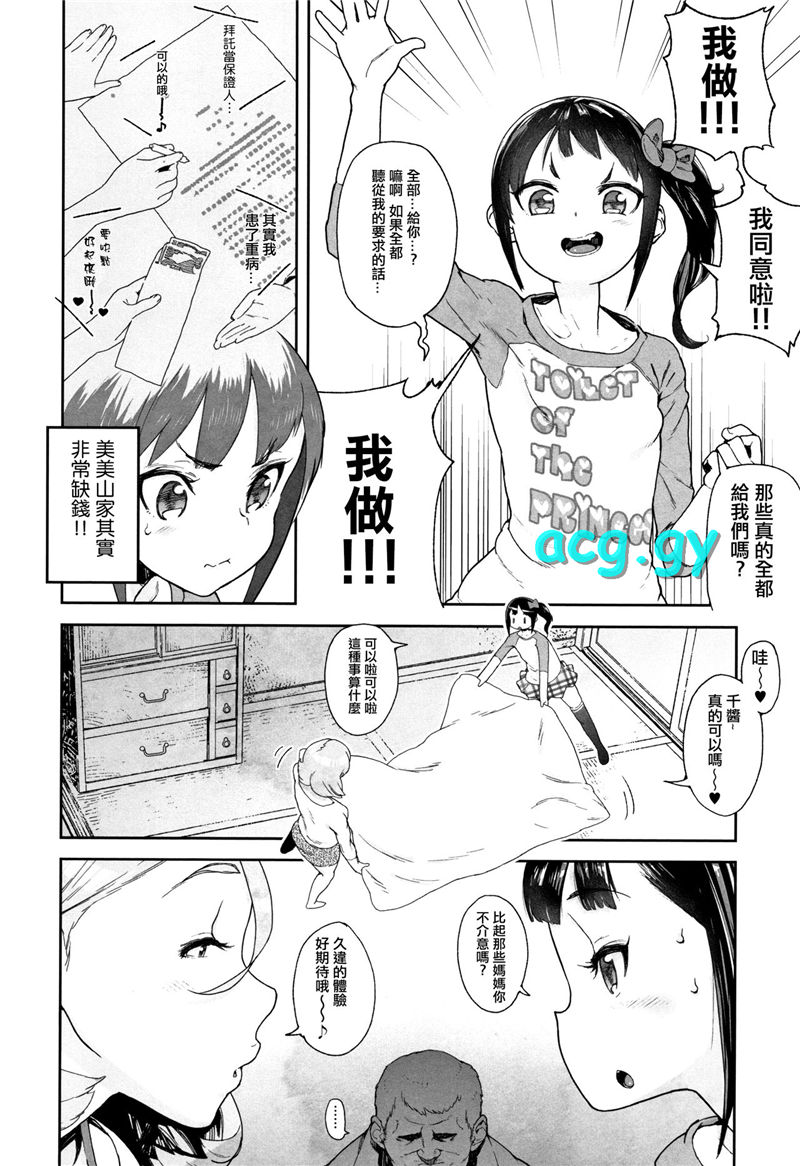 我做!!!
我同意啦!!
全部…給你…?
嘛啊 如果全都
聽從我的要求的話…
那些真的全都
給我們嗎?
TOILET
OF
THE
PRINCE
acg.gy
我做!!!
拜託當保證人…
可以的哦~♪
其實我
患了重病…
美美山家其實
非常缺錢!!
哇~♥
千醬~
真的可以嗎~♥
可以啦可以啦
這種事算什麼
比起那些媽媽你
不介意嗎?
久違的體驗
好期待哦~♪
……